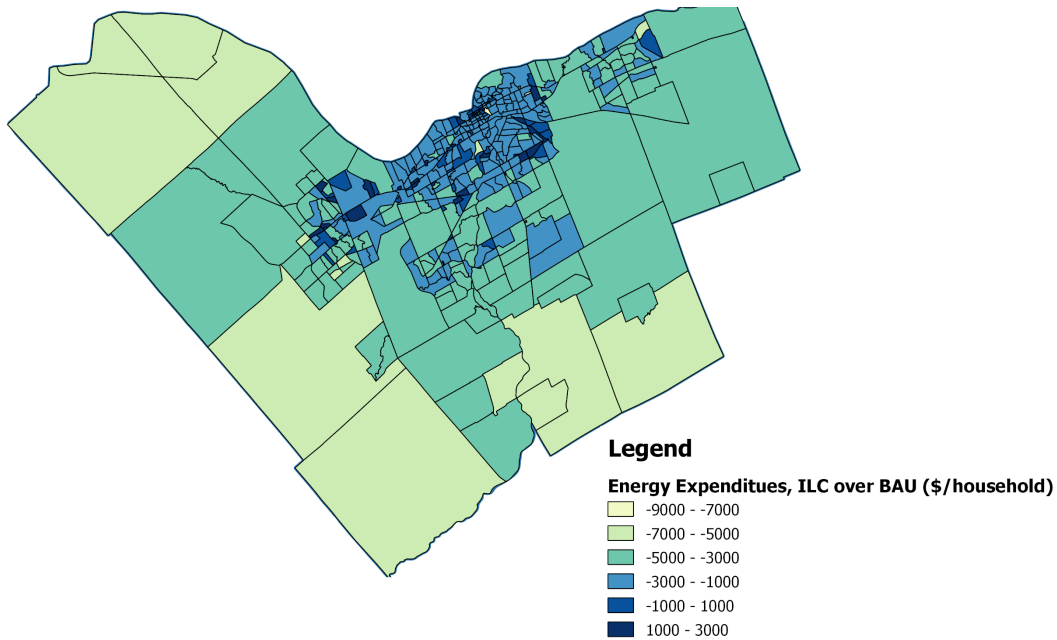 Legend
Energy Expenditues, ILC over BAU ($/household)
-9000 - -7000
-7000 - -5000
-5000 - -3000
-3000 - -1000
-1000 - 1000
1000 - 3000